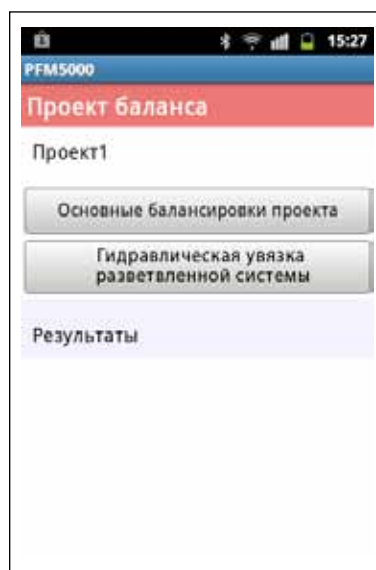 15:27
PFM5000
Проект баланса
Проект1
Основные балансировки проекта
Гидравлическая увязка
разветвленной системы
Результаты